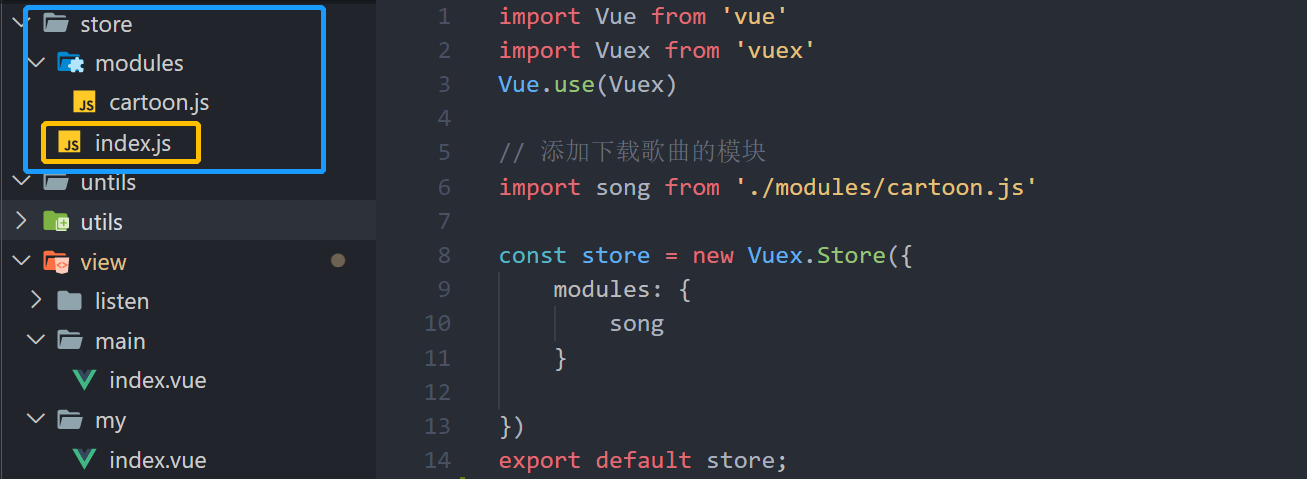 store
modules
JS cartoon.js
JS index.js
untils
utils
view
listen
main
index.vue
my
index.vue
1 import Vue from 'vue'
2 import Vuex from 'vuex'
3 Vue.use(Vuex)
4
5 // 添加下载歌曲的模块
6 import song from './modules/cartoon.js'
7
8 const store = new Vuex.Store({
9 modules: {
10 song
11 }
12
13 })
14 export default store;